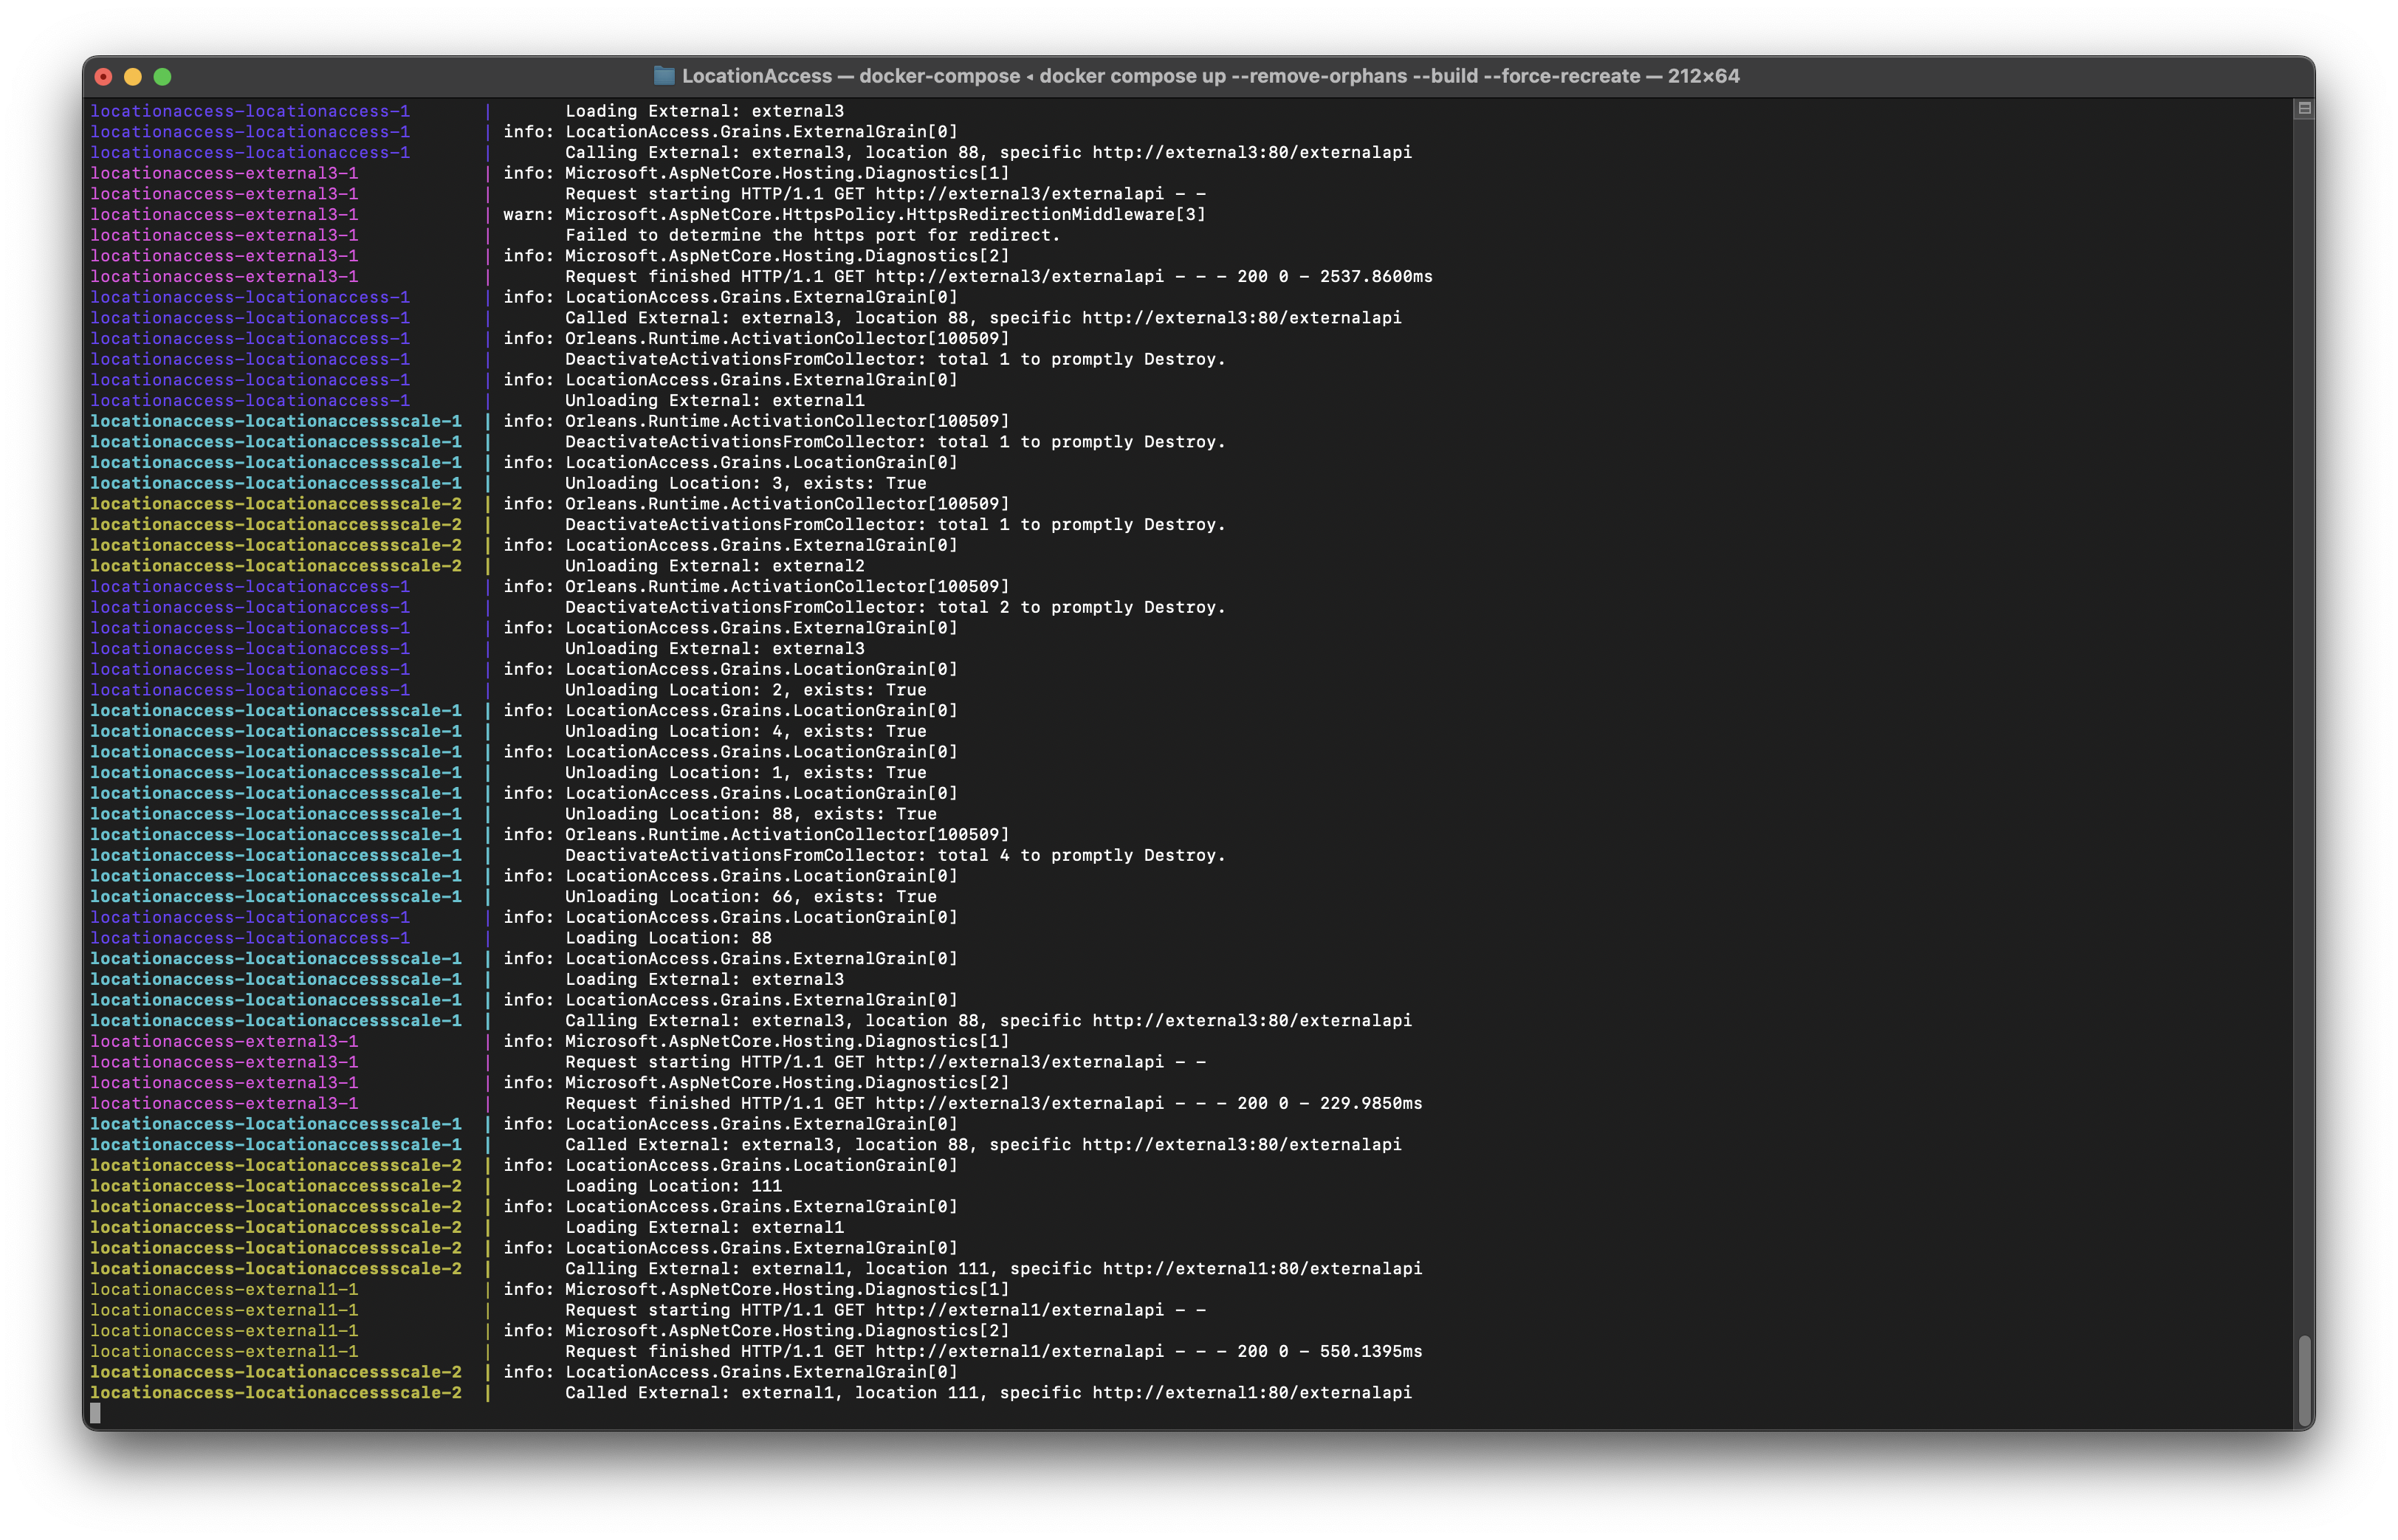 LocationAccess — docker-compose ◂ docker compose up --remove-orphans --build --force-recreate — 212×64
locationaccess-locationaccess-1 | Loading External: external3
locationaccess-locationaccess-1 | info: LocationAccess.Grains.ExternalGrain[0]
locationaccess-locationaccess-1 | Calling External: external3, location 88, specific http://external3:80/externalapi
locationaccess-external3-1 | info: Microsoft.AspNetCore.Hosting.Diagnostics[1]
locationaccess-external3-1 | Request starting HTTP/1.1 GET http://external3/externalapi - -
locationaccess-external3-1 | warn: Microsoft.AspNetCore.HttpsPolicy.HttpsRedirectionMiddleware[3]
locationaccess-external3-1 | Failed to determine the https port for redirect.
locationaccess-external3-1 | info: Microsoft.AspNetCore.Hosting.Diagnostics[2]
locationaccess-external3-1 | Request finished HTTP/1.1 GET http://external3/externalapi - - - 200 0 - 2537.8600ms
locationaccess-locationaccess-1 | info: LocationAccess.Grains.ExternalGrain[0]
locationaccess-locationaccess-1 | Called External: external3, location 88, specific http://external3:80/externalapi
locationaccess-locationaccess-1 | info: Orleans.Runtime.ActivationCollector[100509]
locationaccess-locationaccess-1 | DeactivateActivationsFromCollector: total 1 to promptly Destroy.
locationaccess-locationaccess-1 | info: LocationAccess.Grains.ExternalGrain[0]
locationaccess-locationaccess-1 | Unloading External: external1
locationaccess-locationaccessscale-1 | info: Orleans.Runtime.ActivationCollector[100509]
locationaccess-locationaccessscale-1 | DeactivateActivationsFromCollector: total 1 to promptly Destroy.
locationaccess-locationaccessscale-1 | info: LocationAccess.Grains.LocationGrain[0]
locationaccess-locationaccessscale-1 | Unloading Location: 3, exists: True
locationaccess-locationaccessscale-2 | info: Orleans.Runtime.ActivationCollector[100509]
locationaccess-locationaccessscale-2 | DeactivateActivationsFromCollector: total 1 to promptly Destroy.
locationaccess-locationaccessscale-2 | info: LocationAccess.Grains.ExternalGrain[0]
locationaccess-locationaccessscale-2 | Unloading External: external2
locationaccess-locationaccess-1 | info: Orleans.Runtime.ActivationCollector[100509]
locationaccess-locationaccess-1 | DeactivateActivationsFromCollector: total 2 to promptly Destroy.
locationaccess-locationaccess-1 | info: LocationAccess.Grains.ExternalGrain[0]
locationaccess-locationaccess-1 | Unloading External: external3
locationaccess-locationaccess-1 | info: LocationAccess.Grains.LocationGrain[0]
locationaccess-locationaccess-1 | Unloading Location: 2, exists: True
locationaccess-locationaccessscale-1 | info: LocationAccess.Grains.LocationGrain[0]
locationaccess-locationaccessscale-1 | Unloading Location: 4, exists: True
locationaccess-locationaccessscale-1 | info: LocationAccess.Grains.LocationGrain[0]
locationaccess-locationaccessscale-1 | Unloading Location: 1, exists: True
locationaccess-locationaccessscale-1 | info: LocationAccess.Grains.LocationGrain[0]
locationaccess-locationaccessscale-1 | Unloading Location: 88, exists: True
locationaccess-locationaccessscale-1 | info: Orleans.Runtime.ActivationCollector[100509]
locationaccess-locationaccessscale-1 | DeactivateActivationsFromCollector: total 4 to promptly Destroy.
locationaccess-locationaccessscale-1 | info: LocationAccess.Grains.LocationGrain[0]
locationaccess-locationaccessscale-1 | Unloading Location: 66, exists: True
locationaccess-locationaccess-1 | info: LocationAccess.Grains.LocationGrain[0]
locationaccess-locationaccess-1 | Loading Location: 88
locationaccess-locationaccessscale-1 | info: LocationAccess.Grains.ExternalGrain[0]
locationaccess-locationaccessscale-1 | Loading External: external3
locationaccess-locationaccessscale-1 | info: LocationAccess.Grains.ExternalGrain[0]
locationaccess-locationaccessscale-1 | Calling External: external3, location 88, specific http://external3:80/externalapi
locationaccess-external3-1 | info: Microsoft.AspNetCore.Hosting.Diagnostics[1]
locationaccess-external3-1 | Request starting HTTP/1.1 GET http://external3/externalapi - -
locationaccess-external3-1 | info: Microsoft.AspNetCore.Hosting.Diagnostics[2]
locationaccess-external3-1 | Request finished HTTP/1.1 GET http://external3/externalapi - - - 200 0 - 229.9850ms
locationaccess-locationaccessscale-1 | info: LocationAccess.Grains.ExternalGrain[0]
locationaccess-locationaccessscale-1 | Called External: external3, location 88, specific http://external3:80/externalapi
locationaccess-locationaccessscale-2 | info: LocationAccess.Grains.LocationGrain[0]
locationaccess-locationaccessscale-2 | Loading Location: 111
locationaccess-locationaccessscale-2 | info: LocationAccess.Grains.ExternalGrain[0]
locationaccess-locationaccessscale-2 | Loading External: external1
locationaccess-locationaccessscale-2 | info: LocationAccess.Grains.ExternalGrain[0]
locationaccess-locationaccessscale-2 | Calling External: external1, location 111, specific http://external1:80/externalapi
locationaccess-external1-1 | info: Microsoft.AspNetCore.Hosting.Diagnostics[1]
locationaccess-external1-1 | Request starting HTTP/1.1 GET http://external1/externalapi - -
locationaccess-external1-1 | info: Microsoft.AspNetCore.Hosting.Diagnostics[2]
locationaccess-external1-1 | Request finished HTTP/1.1 GET http://external1/externalapi - - - 200 0 - 550.1395ms
locationaccess-locationaccessscale-2 | info: LocationAccess.Grains.ExternalGrain[0]
locationaccess-locationaccessscale-2 | Called External: external1, location 111, specific http://external1:80/externalapi